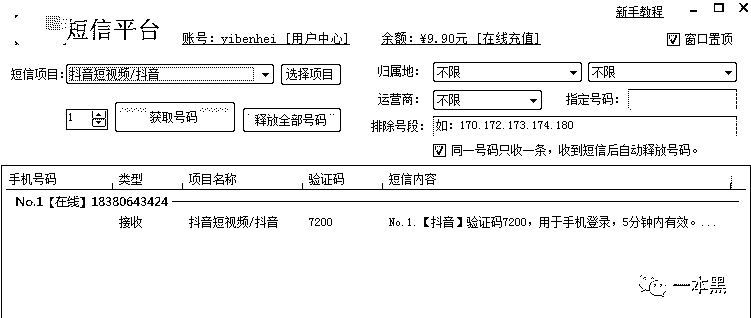 新手教程
短信平台
账号：yibenhei [用户中心] 余额：¥9.90元 [在线充值] 窗口置顶
短信项目：抖音短视频/抖音 选择项目 归属地：不限 不限
运营商：不限 指定号码：
1 获取号码 释放全部号码
排除号段：如：170.172.173.174.180
同一号码只收一条，收到短信后自动释放号码。
手机号码 类型 项目名称 验证码 短信内容
No.1【在线】18380643424
接收 抖音短视频/抖音 7200 No.1.【抖音】验证码7200，用于手机登录，5分钟内有效。...
一本黑